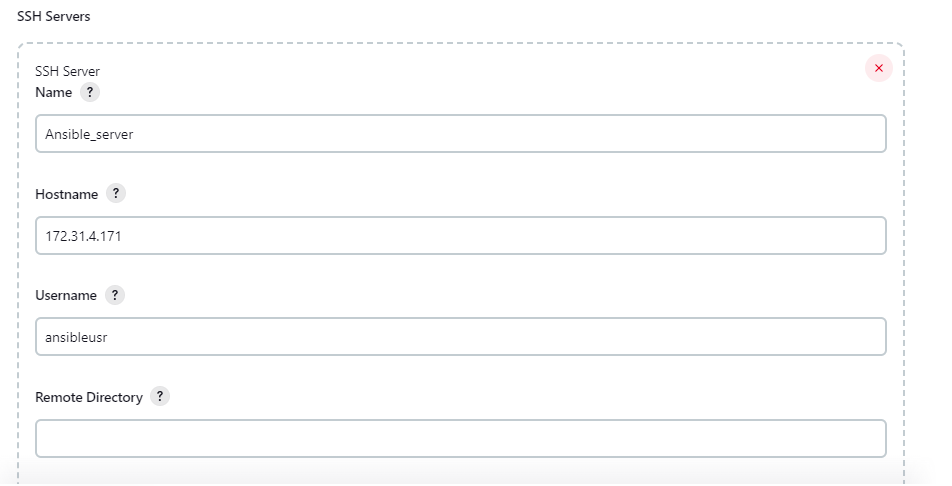 SSH Servers
SSH Server
Name ?
Ansible_server
Hostname ?
172.31.4.171
Username ?
ansibleusr
Remote Directory ?